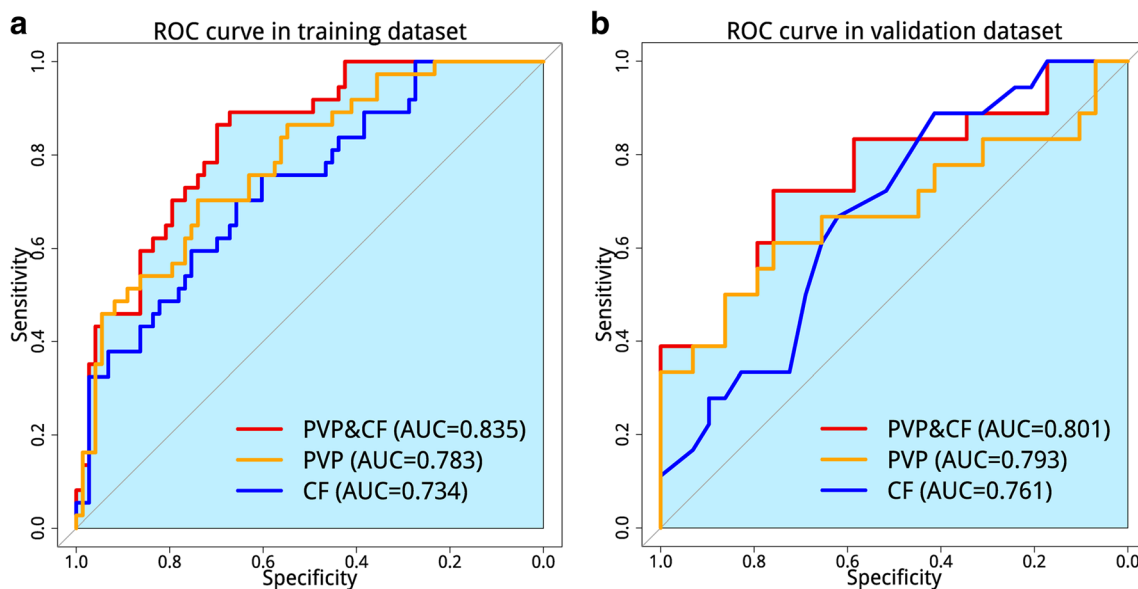 a
ROC curve in training dataset
Sensitivity
1.0
0.8
0.6
0.4
0.2
0.0
PVP&CF (AUC=0.835)
PVP (AUC=0.783)
CF (AUC=0.734)
1.0 0.8 0.6 0.4 0.2 0.0
Specificity
b
ROC curve in validation dataset
Sensitivity
1.0
0.8
0.6
0.4
0.2
0.0
PVP&CF (AUC=0.801)
PVP (AUC=0.793)
CF (AUC=0.761)
1.0 0.8 0.6 0.4 0.2 0.0
Specificity